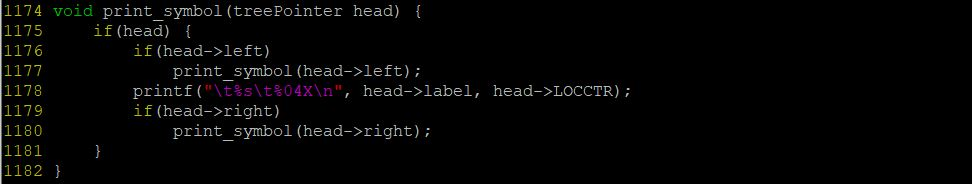 1174 void print_symbol(treePointer head) {
1175     if(head) {
1176         if(head->left)
1177             print_symbol(head->left);
1178         printf("\t%s\t%04X\n", head->label, head->LOCCTR);
1179         if(head->right)
1180             print_symbol(head->right);
1181     }
1182 }